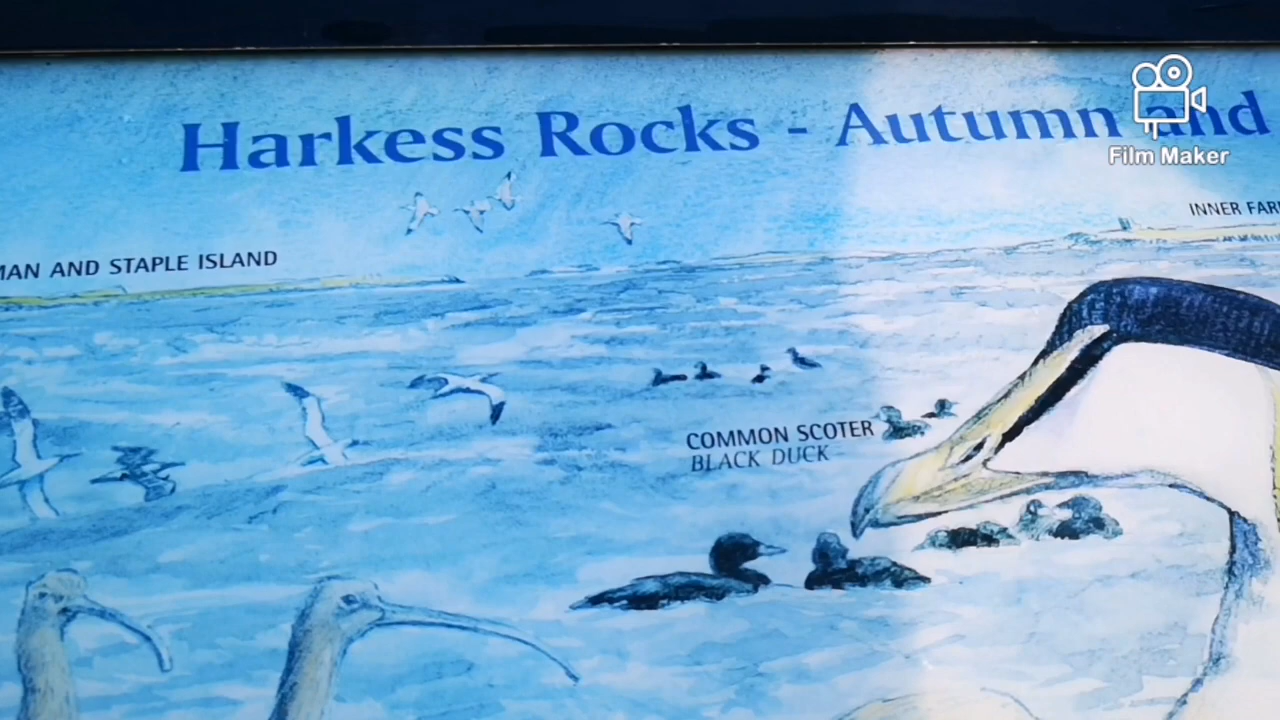 Harkess Rocks - Autumn and
Film Maker
INNER FAR
MAN AND STAPLE ISLAND
COMMON SCOTER
BLACK DUCK